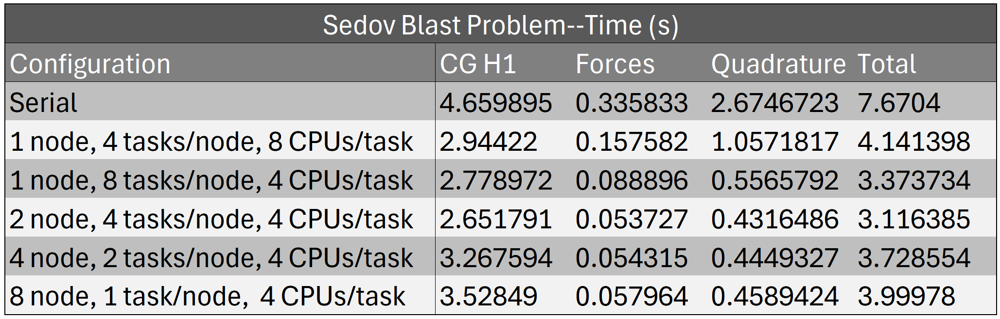 Sedov Blast Problem--Time (s)
Configuration CG H1 Forces Quadrature Total
Serial 4.659895 0.335833 2.6746723 7.6704
1 node, 4 tasks/node, 8 CPUs/task 2.94422 0.157582 1.0571817 4.141398
1 node, 8 tasks/node, 4 CPUs/task 2.778972 0.088896 0.5565792 3.373734
2 node, 4 tasks/node, 4 CPUs/task 2.651791 0.053727 0.4316486 3.116385
4 node, 2 tasks/node, 4 CPUs/task 3.267594 0.054315 0.4449327 3.728554
8 node, 1 task/node, 4 CPUs/task 3.52849 0.057964 0.4589424 3.99978